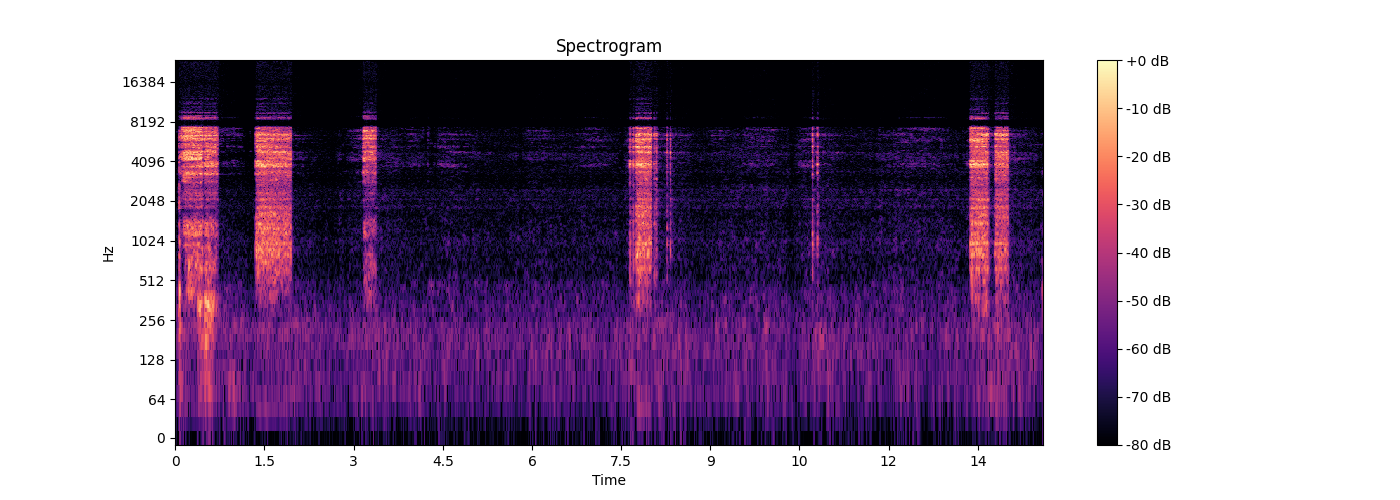 Spectrogram
Hz
16384
8192
4096
2048
1024
512
256
128
64
0
0 1.5 3 4.5 6 7.5 9 10 12 14
Time
+0 dB
-10 dB
-20 dB
-30 dB
-40 dB
-50 dB
-60 dB
-70 dB
-80 dB